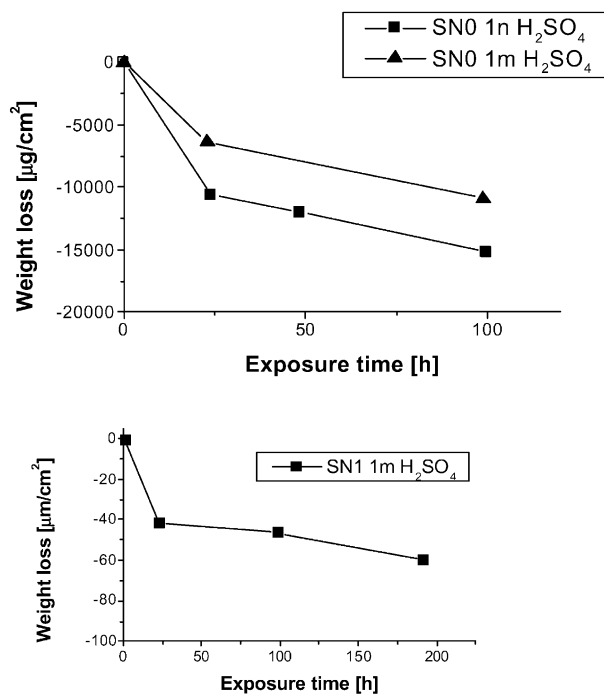 SN0 1n H₂SO₄
SN0 1m H₂SO₄
0
-5000
-10000
-15000
-20000
Weight loss [µg/cm²]
0
50
100
Exposure time [h]
SN1 1m H₂SO₄
0
-20
-40
-60
-80
-100
Weight loss [µm/cm²]
0
50
100
150
200
Exposure time [h]